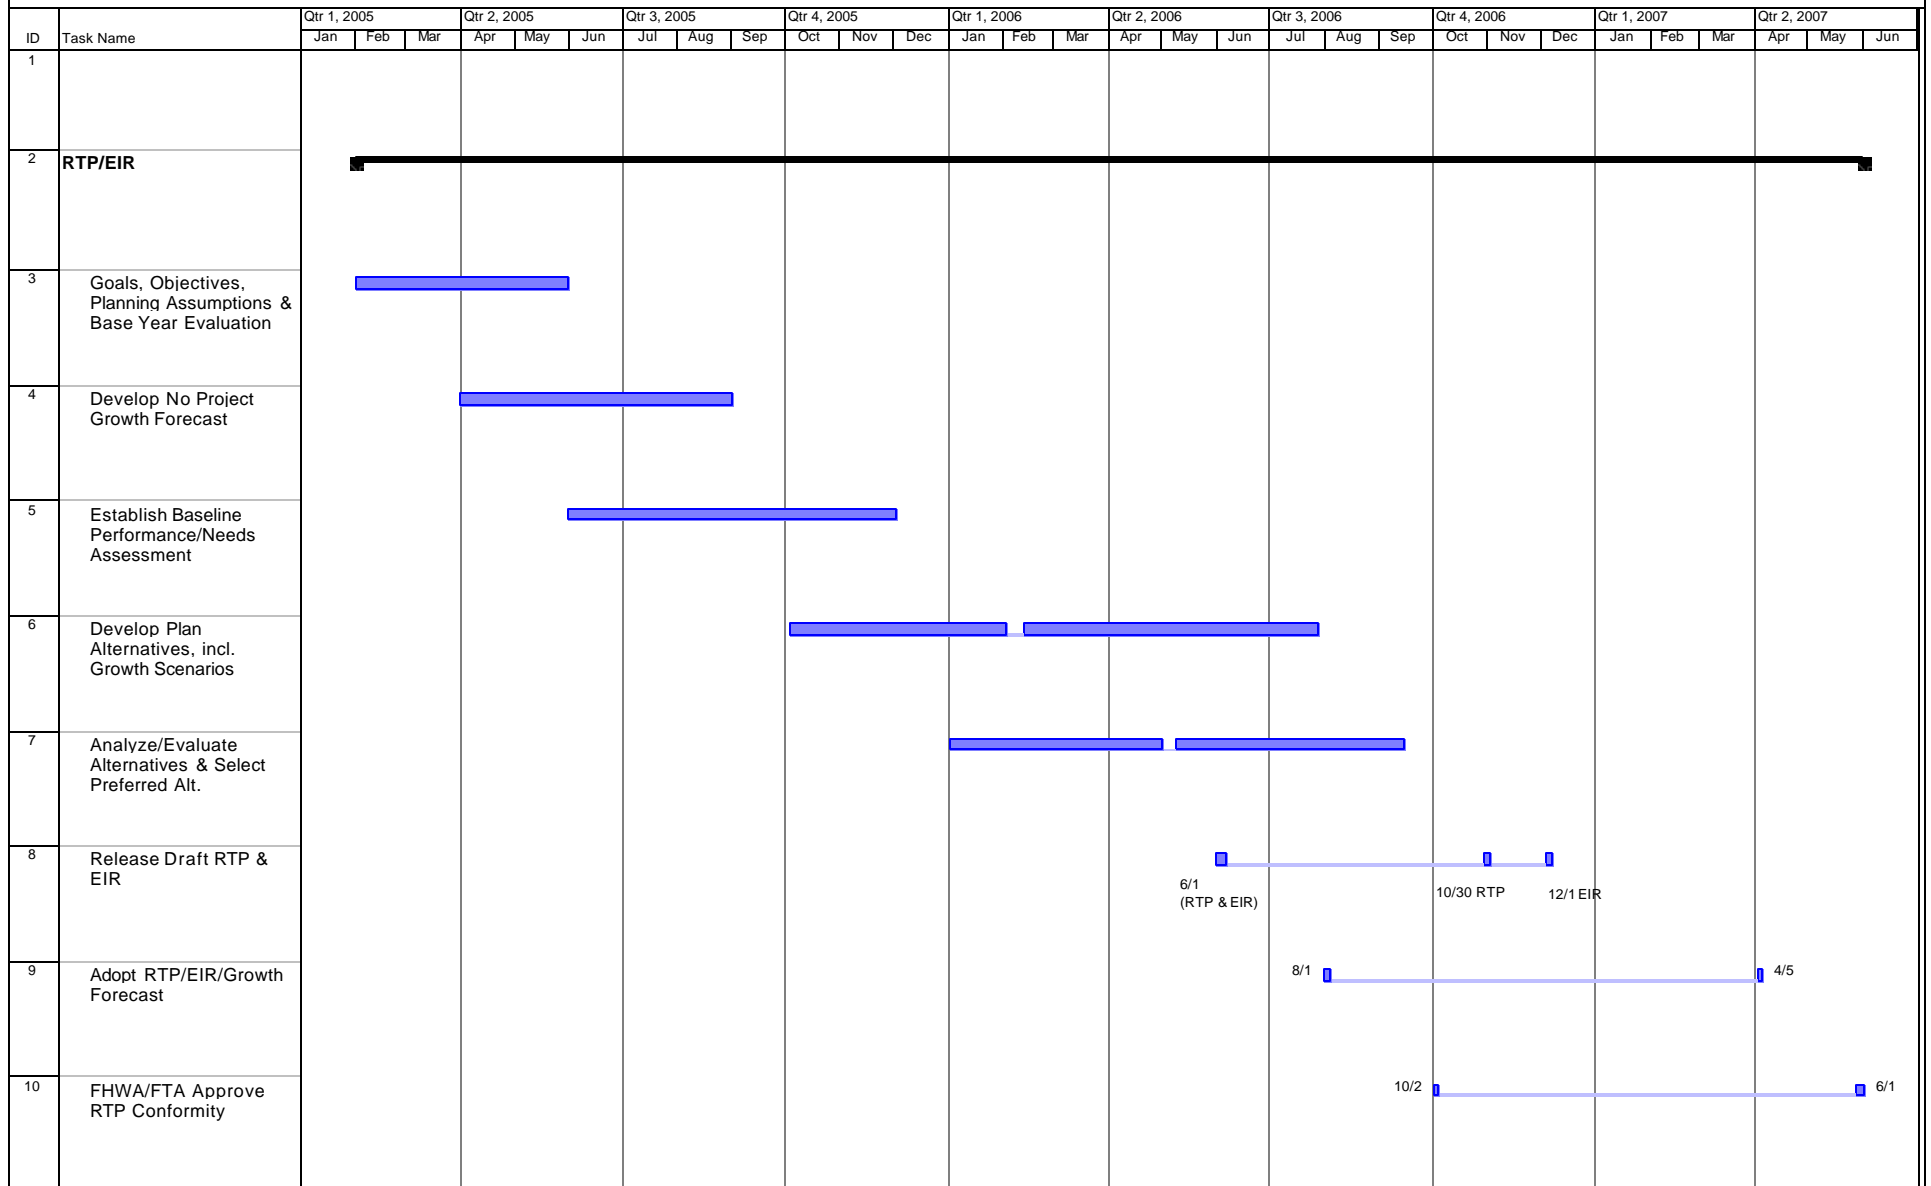 Qtr 1, 2005 Qtr 2, 2005 Qtr 3, 2005 Qtr 4, 2005 Qtr 1, 2006 Qtr 2, 2006 Qtr 3, 2006 Qtr 4, 2006 Qtr 1, 2007 Qtr 2, 2007
ID Task Name Jan Feb Mar Apr May Jun Jul Aug Sep Oct Nov Dec Jan Feb Mar Apr May Jun Jul Aug Sep Oct Nov Dec Jan Feb Mar Apr May Jun
1
2 RTP/EIR
3 Goals, Objectives,
Planning Assumptions &
Base Year Evaluation
4 Develop No Project
Growth Forecast
5 Establish Baseline
Performance/Needs
Assessment
6 Develop Plan
Alternatives, incl.
Growth Scenarios
7 Analyze/Evaluate
Alternatives & Select
Preferred Alt.
8 Release Draft RTP &
EIR
6/1
(RTP & EIR)
10/30 RTP
12/1 EIR
9 Adopt RTP/EIR/Growth
Forecast
8/1
4/5
10 FHWA/FTA Approve
RTP Conformity
10/2
6/1